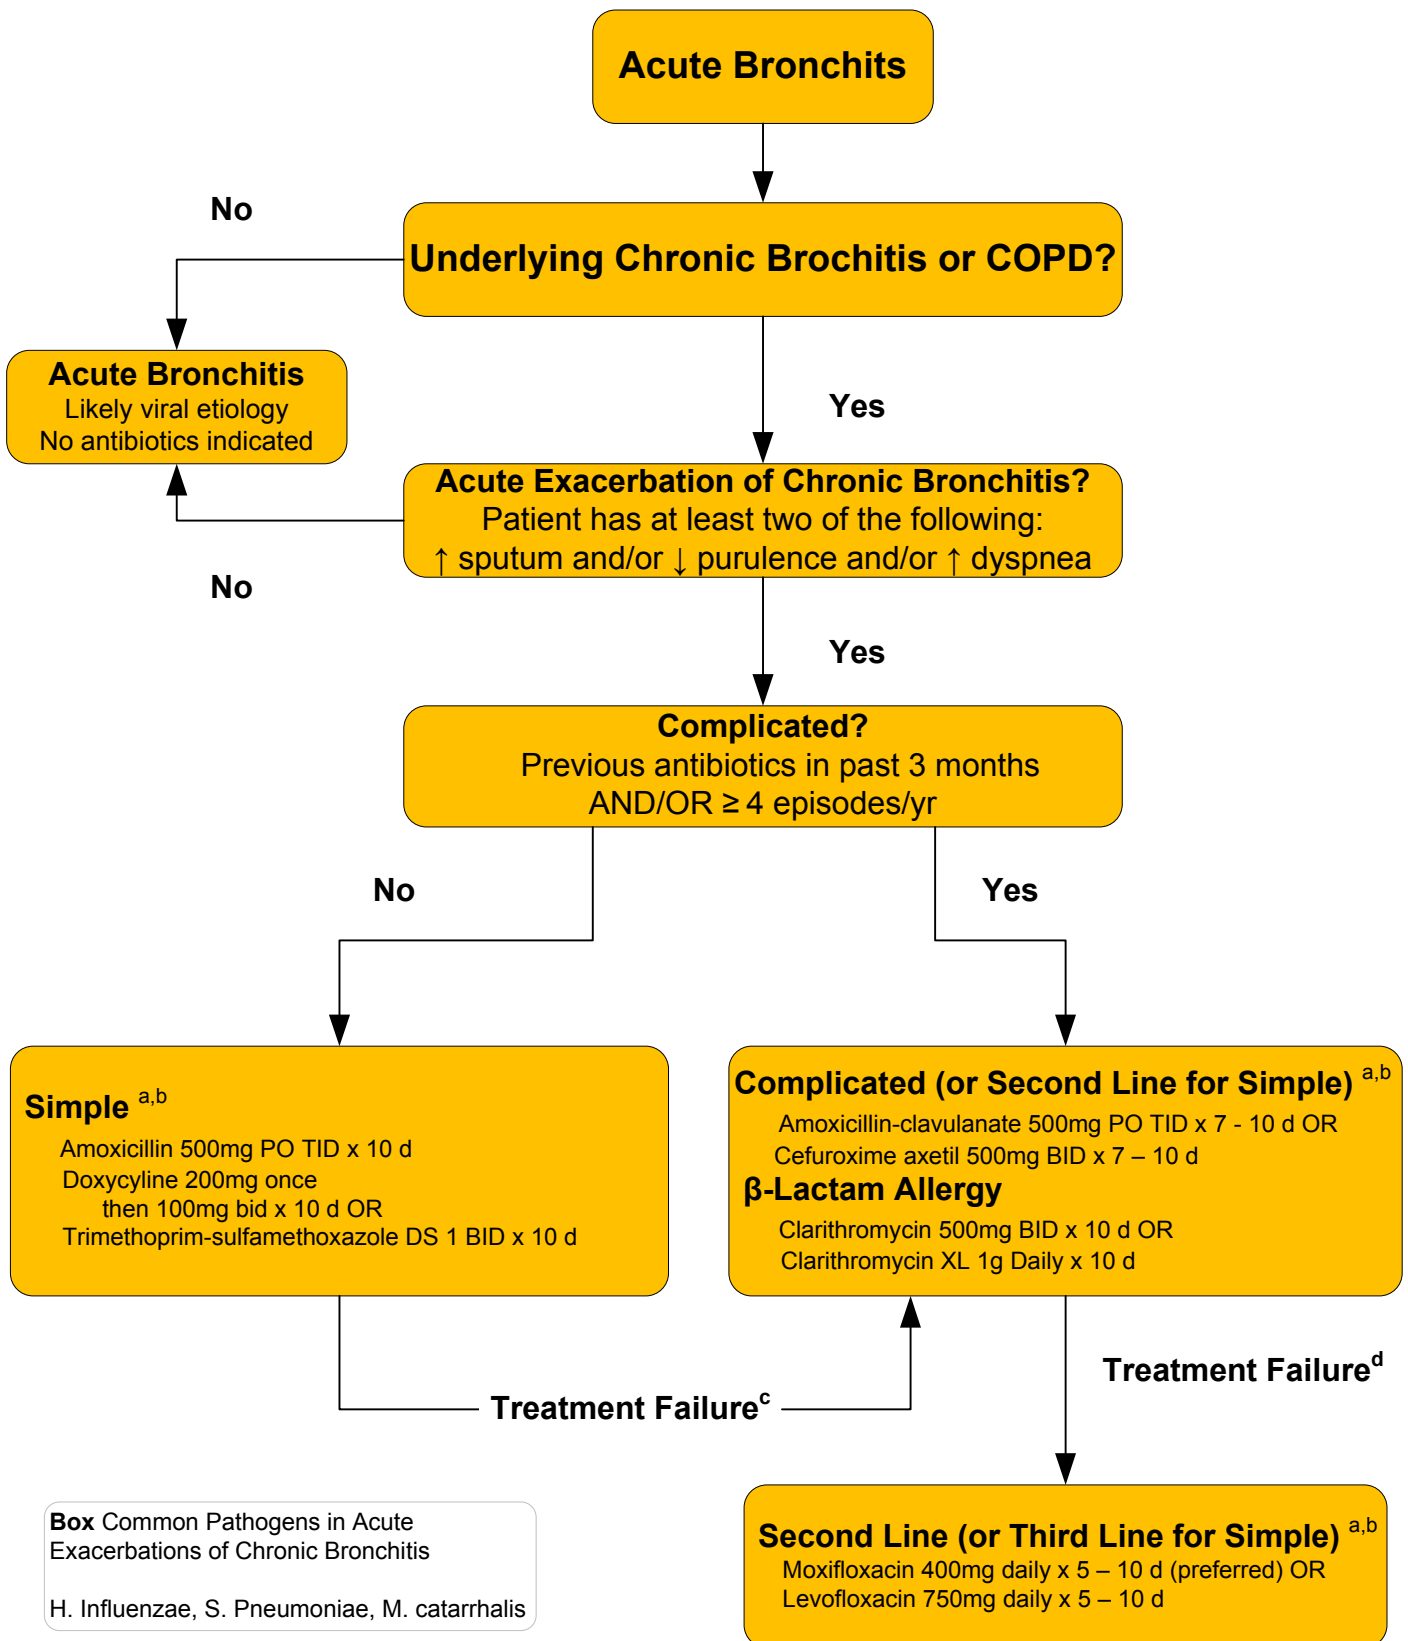 Acute Bronchits
No
Underlying Chronic Brochitis or COPD?
Acute Bronchitis
Likely viral etiology
No antibiotics indicated
Yes
Acute Exacerbation of Chronic Bronchitis?
Patient has at least two of the following:
↑ sputum and/or ↓ purulence and/or ↑ dyspnea
No
Yes
Complicated?
Previous antibiotics in past 3 months
AND/OR ≥ 4 episodes/yr
No
Yes
Simple a,b
Amoxicillin 500mg PO TID x 10 d
Doxycyline 200mg once
then 100mg bid x 10 d OR
Trimethoprim-sulfamethoxazole DS 1 BID x 10 d
Complicated (or Second Line for Simple) a,b
Amoxicillin-clavulanate 500mg PO TID x 7 - 10 d OR
Cefuroxime axetil 500mg BID x 7 – 10 d
β-Lactam Allergy
Clarithromycin 500mg BID x 10 d OR
Clarithromycin XL 1g Daily x 10 d
Treatment Failure d
Treatment Failure c
Box Common Pathogens in Acute
Exacerbations of Chronic Bronchitis
H. Influenzae, S. Pneumoniae, M. catarrhalis
Second Line (or Third Line for Simple) a,b
Moxifloxacin 400mg daily x 5 – 10 d (preferred) OR
Levofloxacin 750mg daily x 5 – 10 d